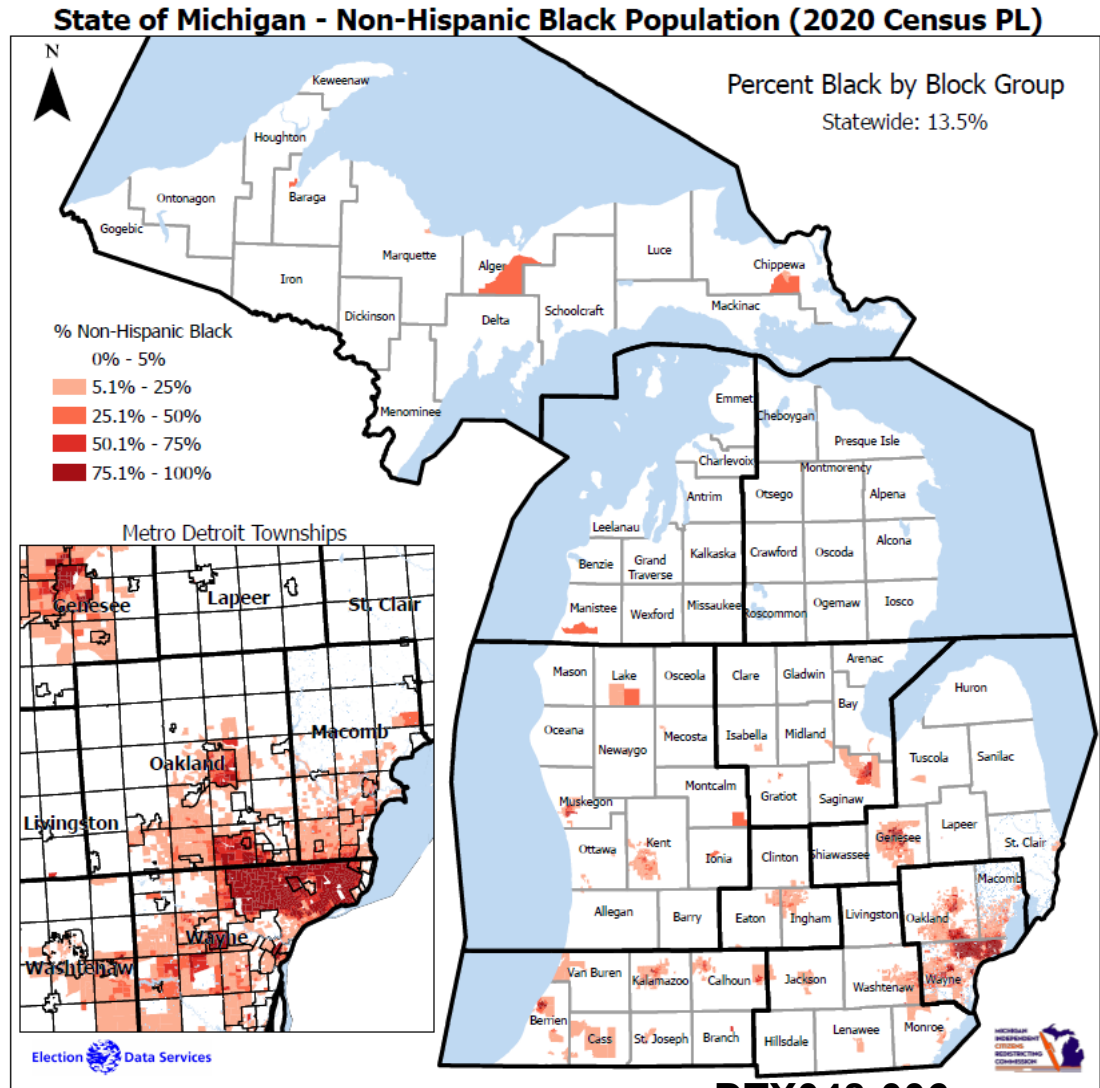 State of Michigan - Non-Hispanic Black Population (2020 Census PL)
N
Percent Black by Block Group
Statewide: 13.5%
Keweenaw
Houghton
Ontonagon
Baraga
Gogebic
Marquette
Alger
Luce
Chippewa
Iron
Mackinac
Dickinson
Delta
Schoolcraft
Menominee
% Non-Hispanic Black
0% - 5%
5.1% - 25%
25.1% - 50%
50.1% - 75%
75.1% - 100%
Emmet
Cheboygan
Presque Isle
Charlevoix
Montmorency
Antrim
Otsego
Alpena
Leelanau
Benzie
Grand
Traverse
Kalkaska
Crawford
Oscoda
Alcona
Manistee
Wexford
Missaukee
Roscommon
Ogemaw
Iosco
Mason
Lake
Osceola
Clare
Gladwin
Arenac
Huron
Bay
Oceana
Newaygo
Mecosta
Isabella
Midland
Tuscola
Sanilac
Muskegon
Montcalm
Gratiot
Saginaw
Ottawa
Kent
Ionia
Clinton
Shiawassee
Genesee
Lapeer
St. Clair
Macomb
Allegan
Barry
Eaton
Ingham
Livingston
Oakland
Van Buren
Kalamazoo
Calhoun
Jackson
Washtenaw
Wayne
Berrien
Cass
St. Joseph
Branch
Hillsdale
Lenawee
Monroe
Metro Detroit Townships
Genesee
Lapeer
St. Clair
Macomb
Oakland
Livingston
Wayne
Washtenaw
Election Data Services
MICHIGAN
INDEPENDENT
CITIZENS
REDISTRICTING
COMMISSION